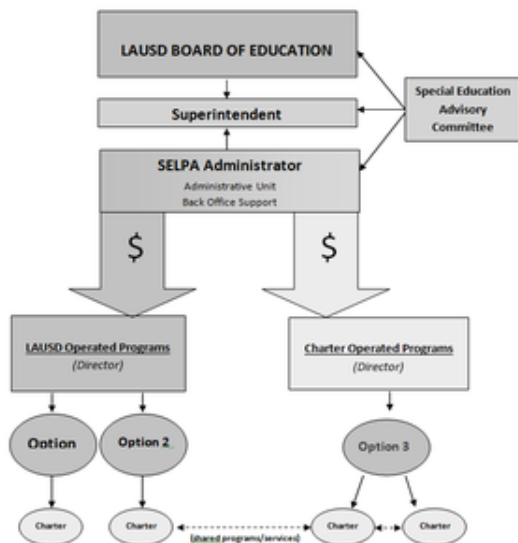 LAUSD BOARD OF EDUCATION
Special Education
Advisory
Committee
Superintendent
SELPA Administrator
Administrative Unit
Back Office Support
$
$
LAUSD Operated Programs
(Director)
Charter Operated Programs
(Director)
Option
Option 2
Option 3
Charter
Charter
(shared programs/services)
Charter
Charter